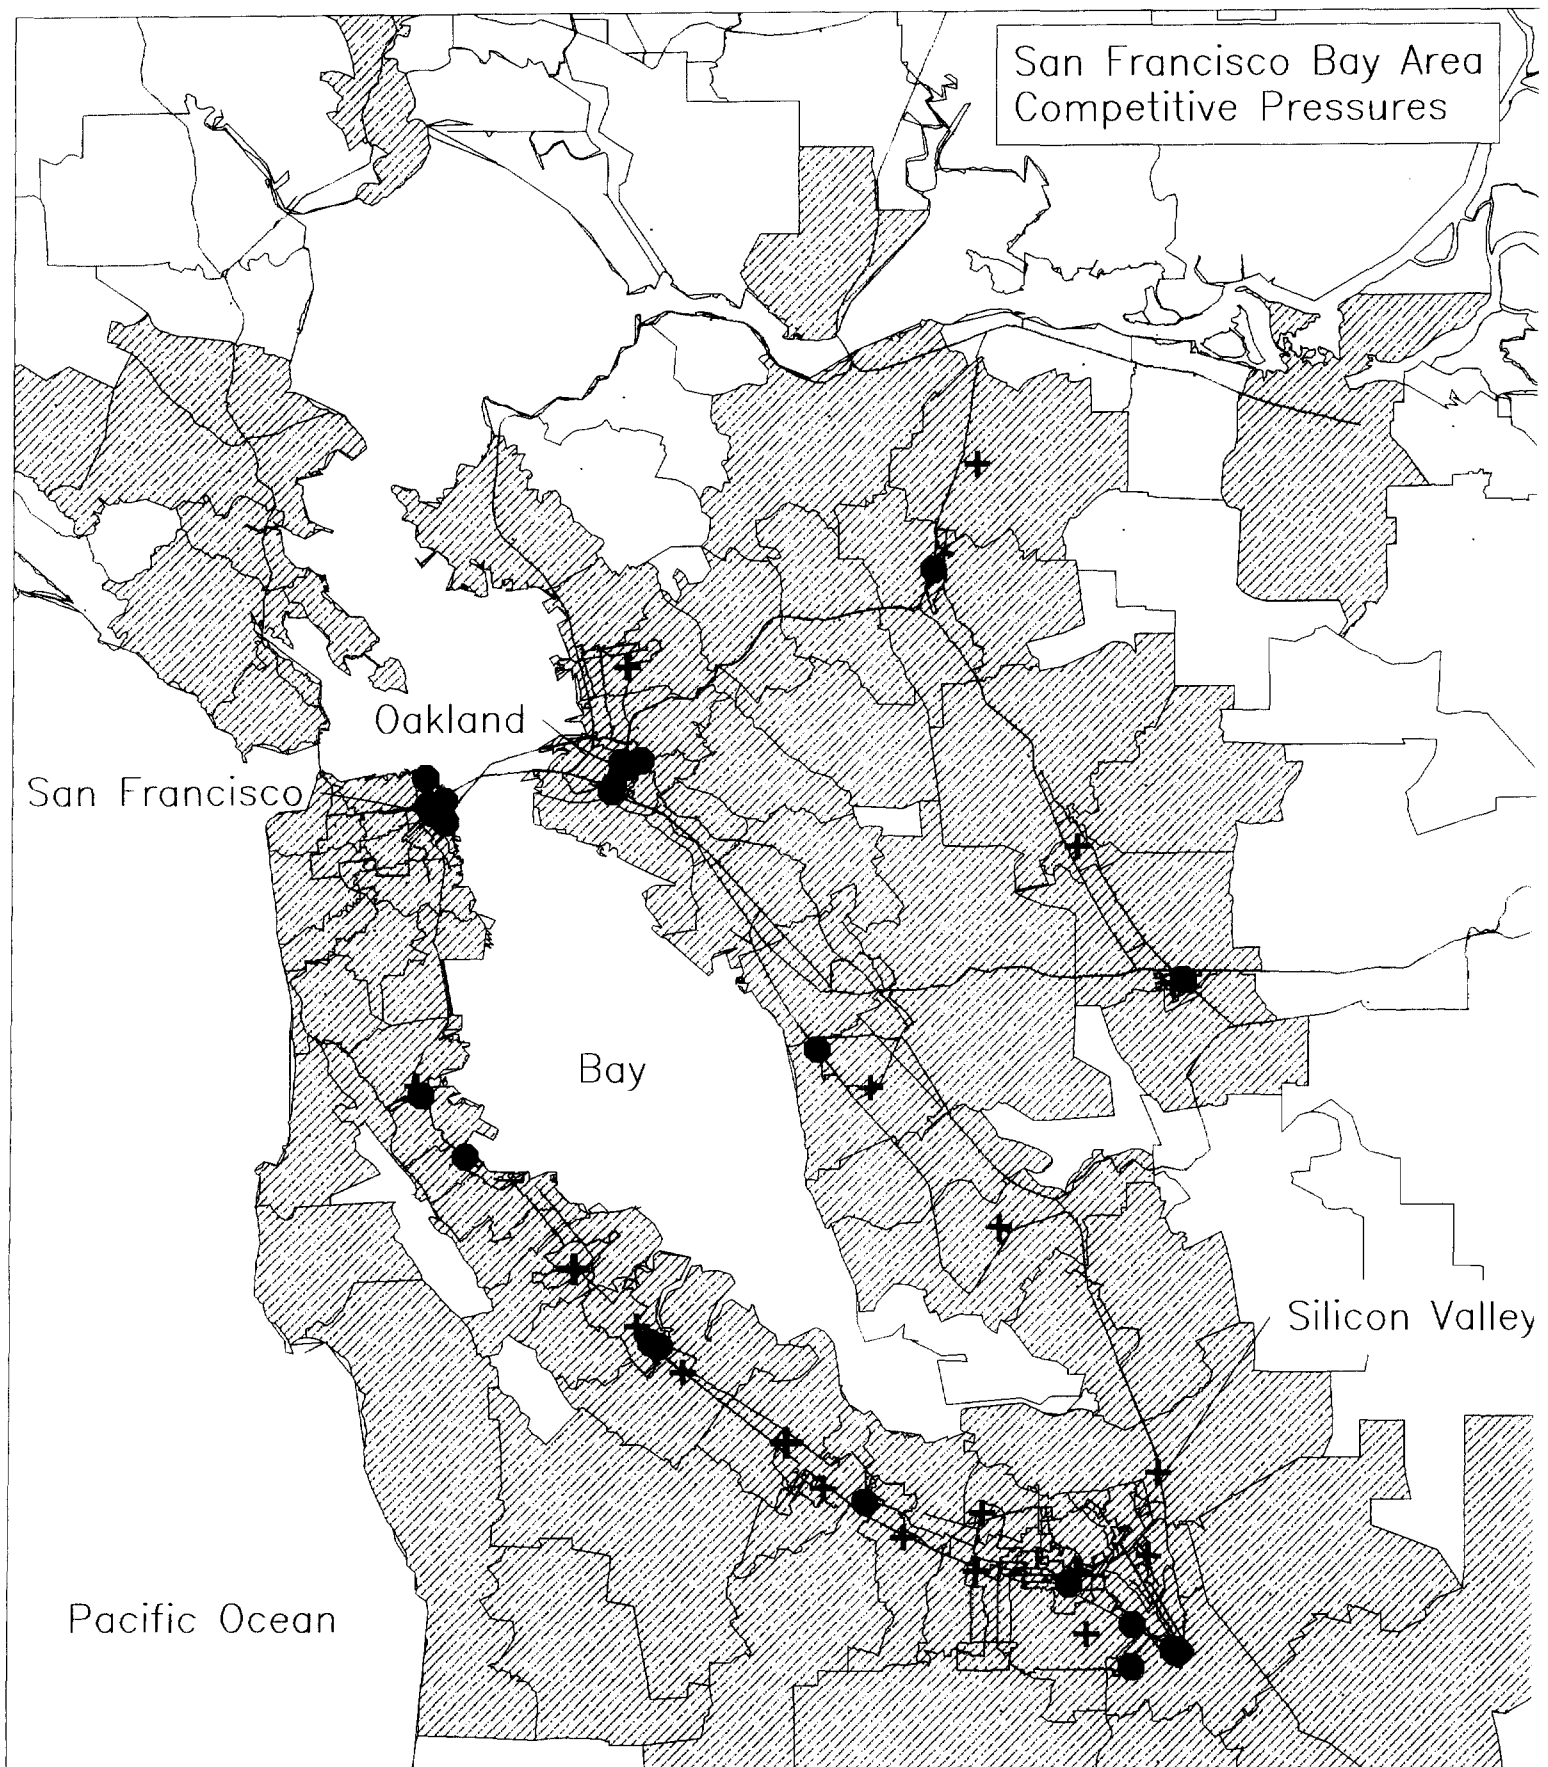 San Francisco Bay Area
Competitive Pressures
Oakland
San Francisco
Bay
Silicon Valley
Pacific Ocean